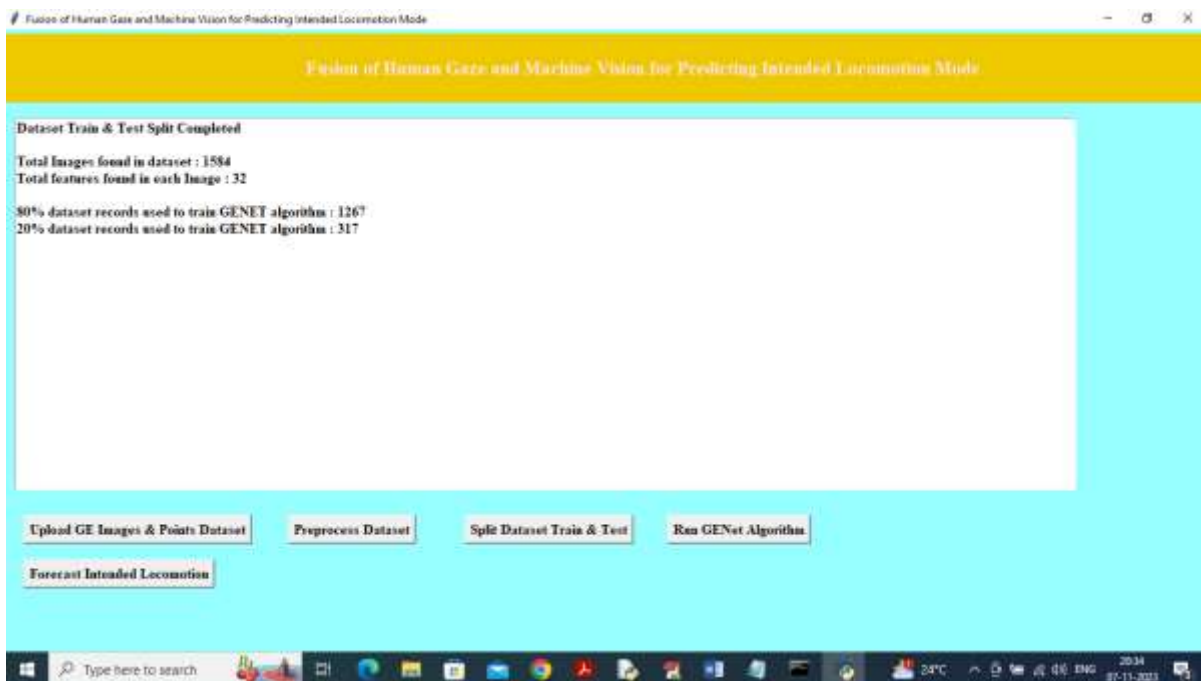 Fusion of Human Gaze and Machine Vision for Predicting Intended Locomotion Mode
Fusion of Human Gaze and Machine Vision for Predicting Intended Locomotion Mode
Dataset Train & Test Split Completed
Total Images found in dataset : 1584
Total features found in each Image : 32
80% dataset records used to train GENET algorithm : 1267
20% dataset records used to train GENET algorithm : 317
Upload GE Images & Points Dataset
Preprocess Dataset
Split Dataset Train & Test
Run GENet Algorithm
Forecast Intended Locomotion
Type here to search
24°C
ENG
20:34
07-11-2023